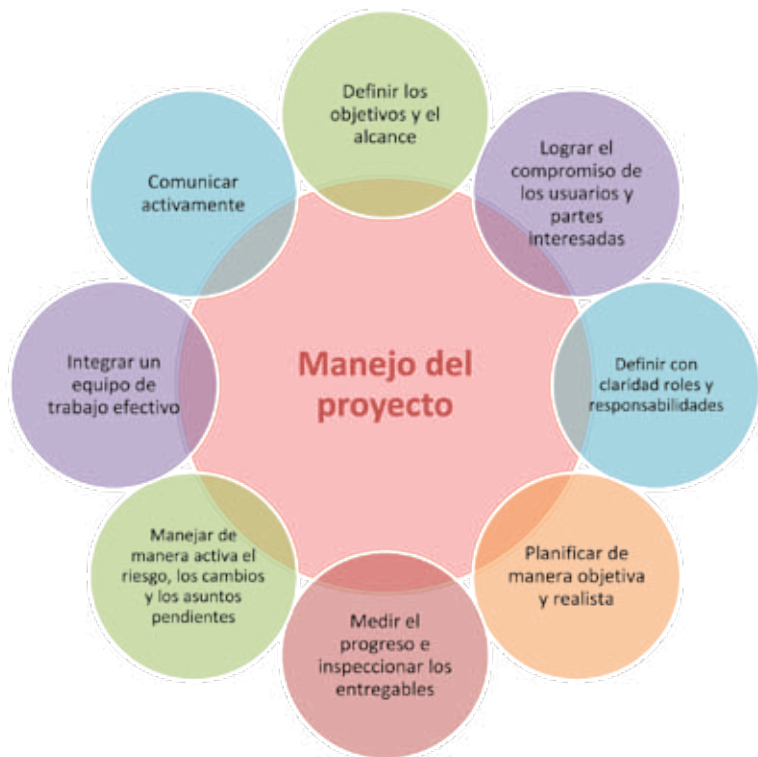 Definir los
objetivos y el
alcance
Lograr el
compromiso de
los usuarios y
partes
interesadas
Definir con
claridad roles y
responsabilidades
Planificar de
manera objetiva
y realista
Medir el
progreso e
inspeccionar los
entregables
Manejar de
manera activa el
riesgo, los cambios
y los asuntos
pendientes
Integrar un
equipo de
trabajo efectivo
Comunicar
activamente
Manejo del
proyecto